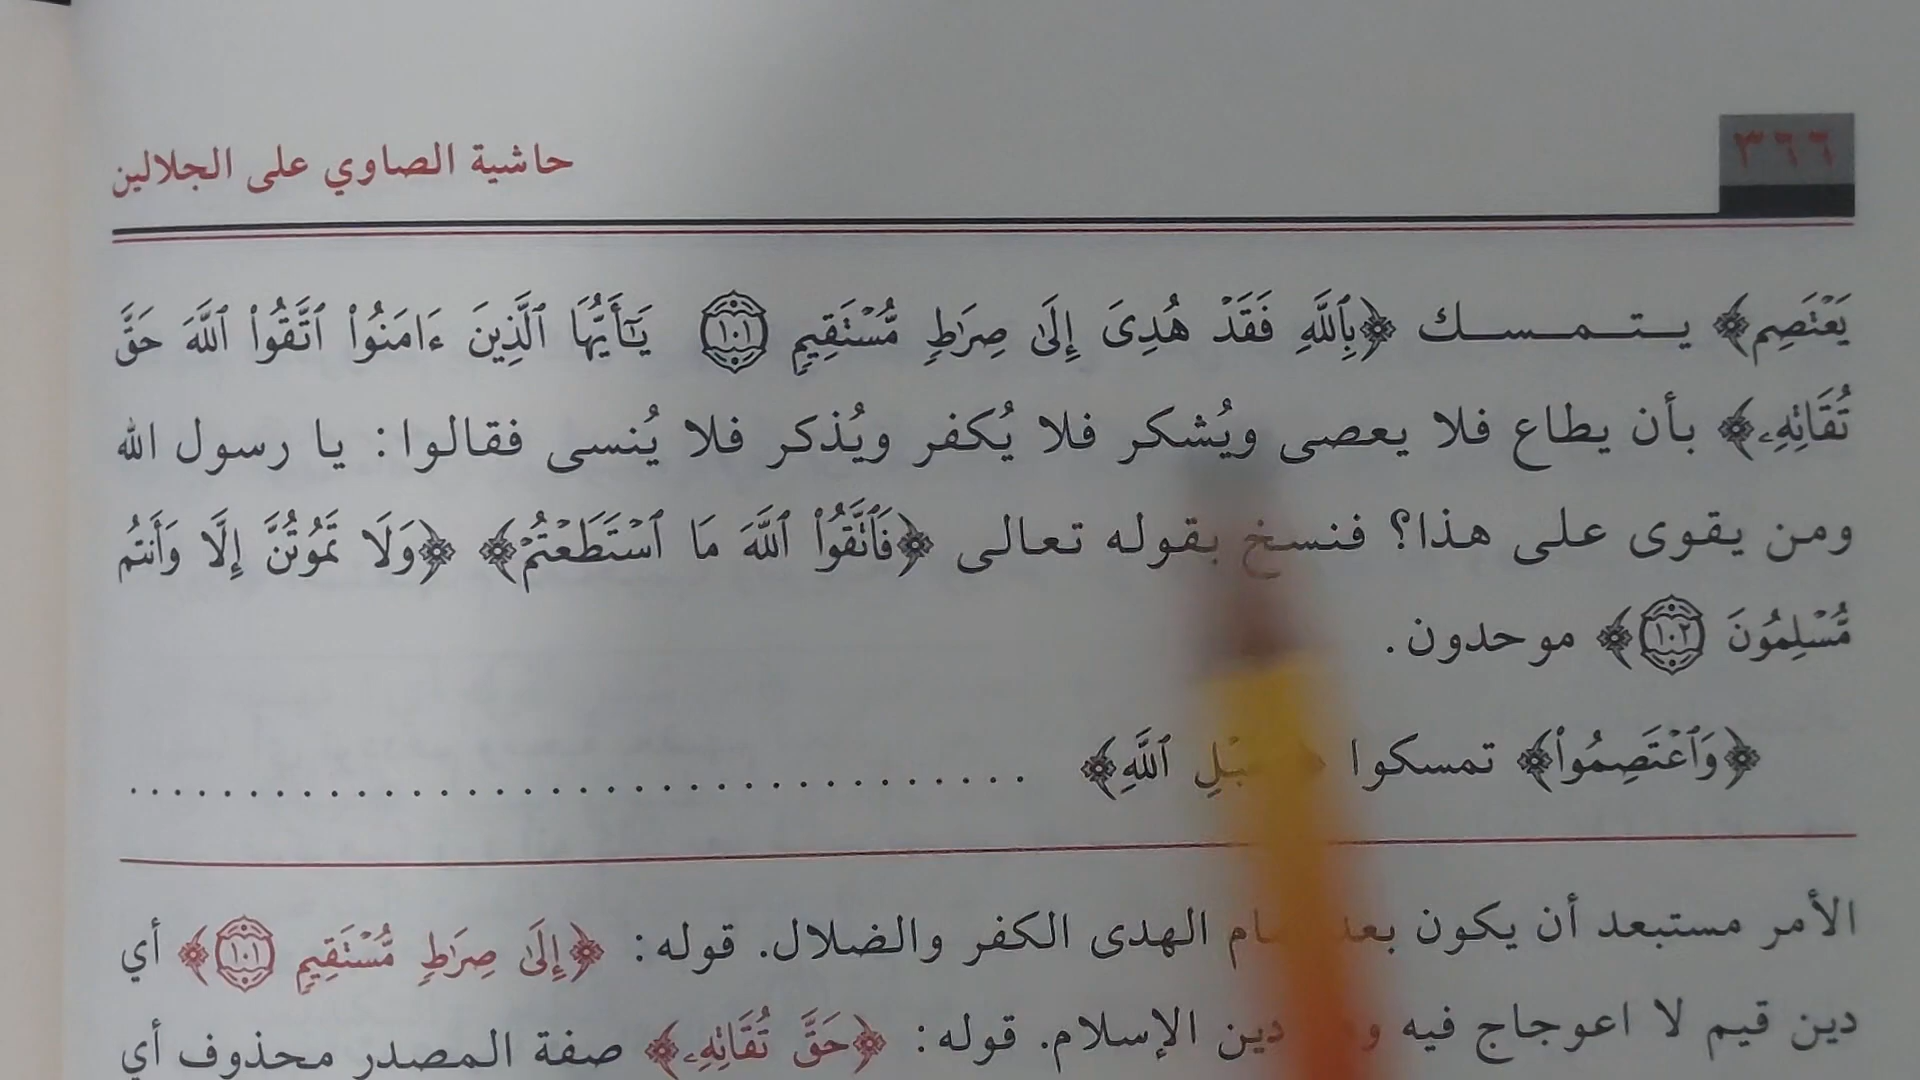 ٣٦٦
حاشية الصاوي على الجلالين
يَعْتَصِم﴾ يتمسك ﴿بِٱللَّهِ فَقَدْ هُدِىَ إِلَىٰ صِرَٰطٍ مُّسْتَقِيمٍ ١٠١ يَٰٓأَيُّهَا ٱلَّذِينَ ءَامَنُوا۟ ٱتَّقُوا۟ ٱللَّهَ حَقَّ
تُقَاتِهِۦ﴾ بأن يطاع فلا يعصى ويُشكر فلا يُكفر ويُذكر فلا يُنسى فقالوا: يا رسول الله
ومن يقوى على هذا؟ فنسخ بقوله تعالى ﴿فَٱتَّقُوا۟ ٱللَّهَ مَا ٱسْتَطَعْتُمْ﴾ ﴿وَلَا تَمُوتُنَّ إِلَّا وَأَنتُم
مُّسْلِمُونَ ١٠٢﴾ موحدون.
﴿وَٱعْتَصِمُوا۟﴾ تمسكوا ٱللَّهِ﴾ ..................................
الأمر مستبعد أن يكون الهدى الكفر والضلال. قوله: ﴿إِلَىٰ صِرَٰطٍ مُّسْتَقِيمٍ ١٠١﴾ أي
دين قيم لا اعوجاج فيه دين الإسلام. قوله: ﴿حَقَّ تُقَاتِهِۦ﴾ صفة المصدر محذوف أي